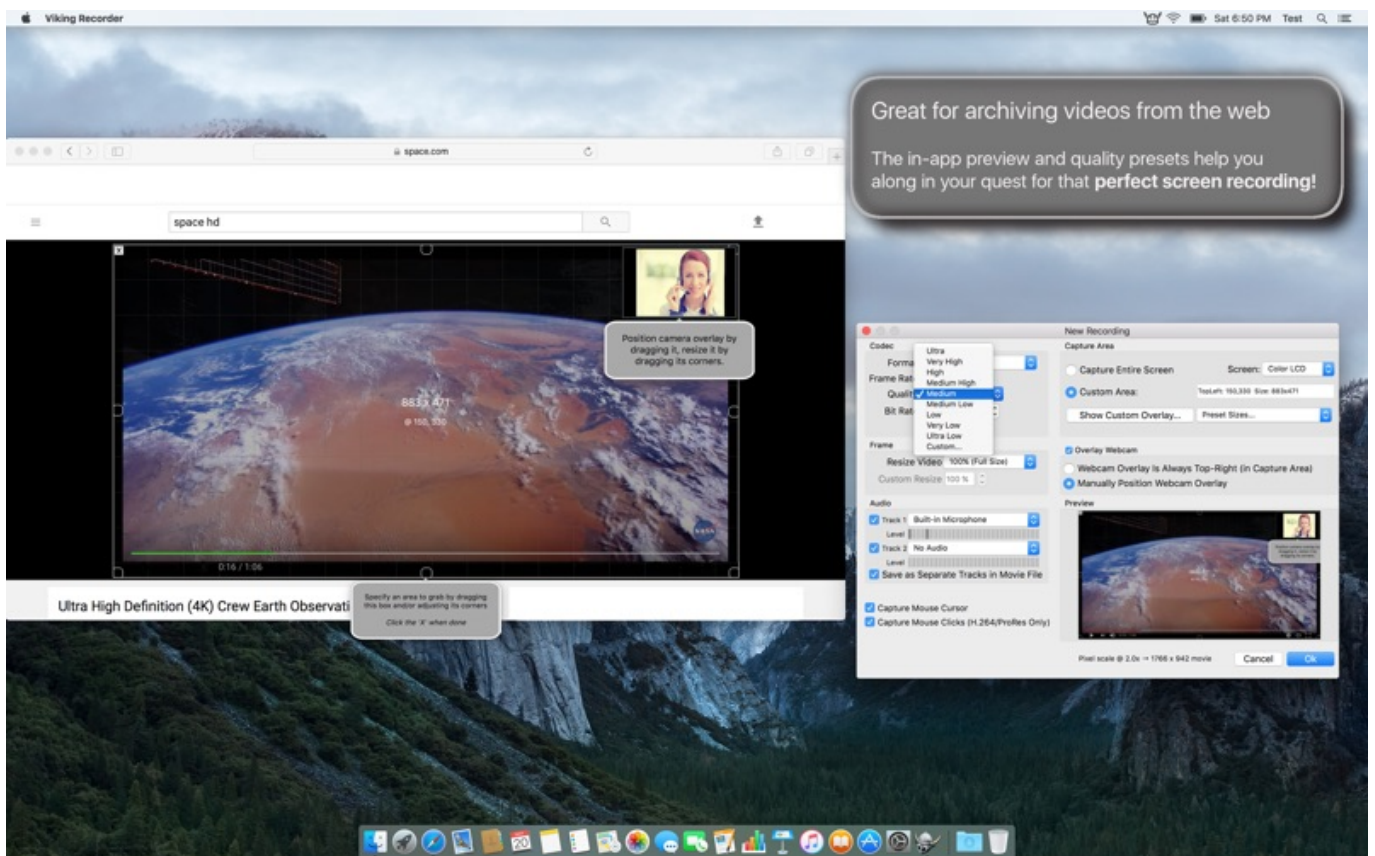 Viking Recorder
Sat 6:50 PM Test
Great for archiving videos from the web
The in-app preview and quality presets help you
along in your quest for that perfect screen recording!
space.com
space hd
Position camera overlay by
dragging it, resize it by
dragging its corners.
883 x 471
@ 150, 330
NASA
0:16 / 1:06
Ultra High Definition (4K) Crew Earth Observati
Specify an area to grab by dragging
this box and/or adjusting its corners
Click the 'X' when done
New Recording
Codec
Forma
Frame Rat
Qualit
Bit Rat
Ultra
Very High
High
Medium High
✓ Medium
Medium Low
Low
Very Low
Ultra Low
Custom...
Frame
Resize Video 100% (Full Size)
Custom Resize 100 %
Audio
Track 1 Built-in Microphone
Level
Track 2 No Audio
Level
Save as Separate Tracks in Movie File
Capture Mouse Cursor
Capture Mouse Clicks (H.264/ProRes Only)
Capture Area
Capture Entire Screen Screen: Color LCD
Custom Area: TopLeft: 150,330 Size: 883x471
Show Custom Overlay... Preset Sizes...
Overlay Webcam
Webcam Overlay Is Always Top-Right (in Capture Area)
Manually Position Webcam Overlay
Preview
Pixel scale @ 2.0x → 1766 x 942 movie
Cancel Ok
20